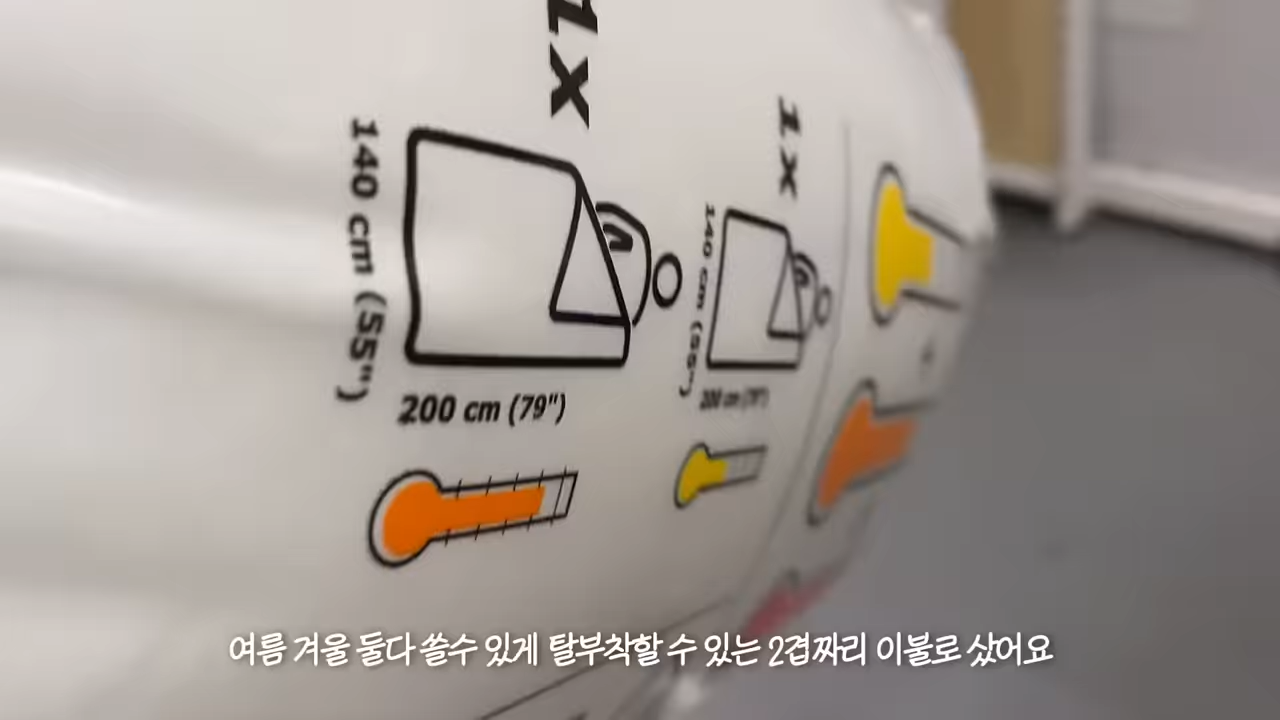 1x
140 cm (55")
200 cm (79")
1x
140 cm (55")
200 cm (79")
여름 겨울 둘다 쓸수 있게 탈부착할 수 있는 2겹짜리 이불로 샀어요